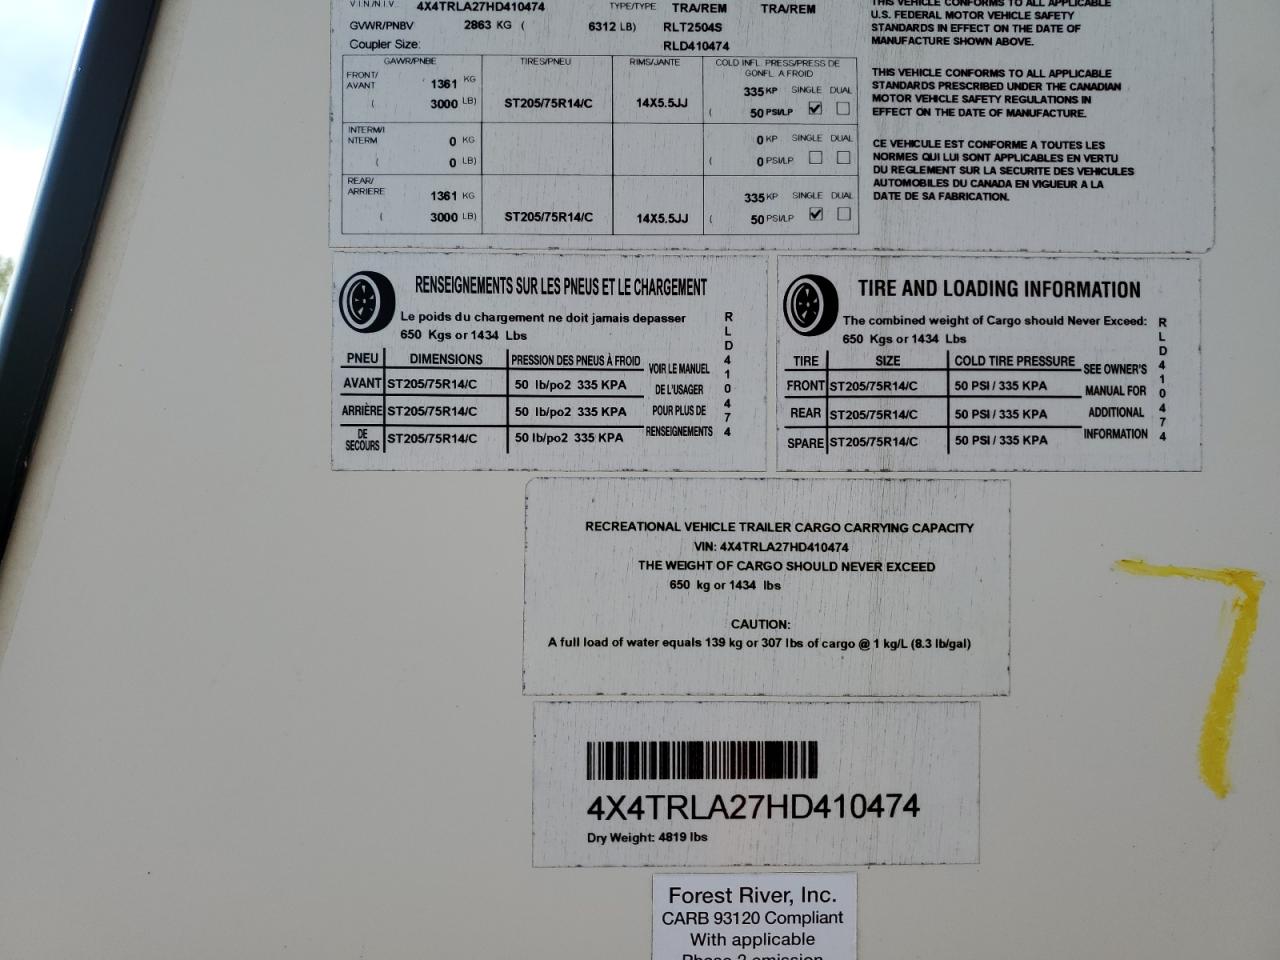 V.I.N./N.I.V. 4X4TRLA27HD410474 TYPE/TYPE TRA/REM TRA/REM
GVWR/PNBV 2863 KG ( 6312 LB) RLT2504S
Coupler Size: RLD410474
GAWR/PNBE TIRES/PNEU RIMS/JANTE COLD INFL. PRESS/PRESS DE
GONFL A FROID
FRONT/
AVANT 1361 KG 335 KP SINGLE DUAL
( 3000 LB) ST205/75R14/C 14X5.5JJ ( 50 PSI/LP
INTERM/I
NTERM 0 KG 0 KP SINGLE DUAL
( 0 LB) ( 0 PSI/LP
REAR/
ARRIERE 1361 KG 335 KP SINGLE DUAL
( 3000 LB) ST205/75R14/C 14X5.5JJ ( 50 PSI/LP
THIS VEHICLE CONFORMS TO ALL APPLICABLE
U.S. FEDERAL MOTOR VEHICLE SAFETY
STANDARDS IN EFFECT ON THE DATE OF
MANUFACTURE SHOWN ABOVE.
THIS VEHICLE CONFORMS TO ALL APPLICABLE
STANDARDS PRESCRIBED UNDER THE CANADIAN
MOTOR VEHICLE SAFETY REGULATIONS IN
EFFECT ON THE DATE OF MANUFACTURE.
CE VEHICULE EST CONFORME A TOUTES LES
NORMES QUI LUI SONT APPLICABLES EN VERTU
DU REGLEMENT SUR LA SECURITE DES VEHICULES
AUTOMOBILES DU CANADA EN VIGUEUR A LA
DATE DE SA FABRICATION.
RENSEIGNEMENTS SUR LES PNEUS ET LE CHARGEMENT
Le poids du chargement ne doit jamais depasser
650 Kgs or 1434 Lbs
PNEU DIMENSIONS PRESSION DES PNEUS À FROID
AVANT ST205/75R14/C 50 lb/po2 335 KPA
ARRIÈRE ST205/75R14/C 50 lb/po2 335 KPA
DE
SECOURS ST205/75R14/C 50 lb/po2 335 KPA
VOIR LE MANUEL
DE L'USAGER
POUR PLUS DE
RENSEIGNEMENTS
RLD410474
TIRE AND LOADING INFORMATION
The combined weight of Cargo should Never Exceed:
650 Kgs or 1434 Lbs
TIRE SIZE COLD TIRE PRESSURE
FRONT ST205/75R14/C 50 PSI / 335 KPA
REAR ST205/75R14/C 50 PSI / 335 KPA
SPARE ST205/75R14/C 50 PSI / 335 KPA
SEE OWNER'S
MANUAL FOR
ADDITIONAL
INFORMATION
RLD410474
RECREATIONAL VEHICLE TRAILER CARGO CARRYING CAPACITY
VIN: 4X4TRLA27HD410474
THE WEIGHT OF CARGO SHOULD NEVER EXCEED
650 kg or 1434 lbs
CAUTION:
A full load of water equals 139 kg or 307 lbs of cargo @ 1 kg/L (8.3 lb/gal)
7
4X4TRLA27HD410474
Dry Weight: 4819 lbs
Forest River, Inc.
CARB 93120 Compliant
With applicable
Phase 2 emission